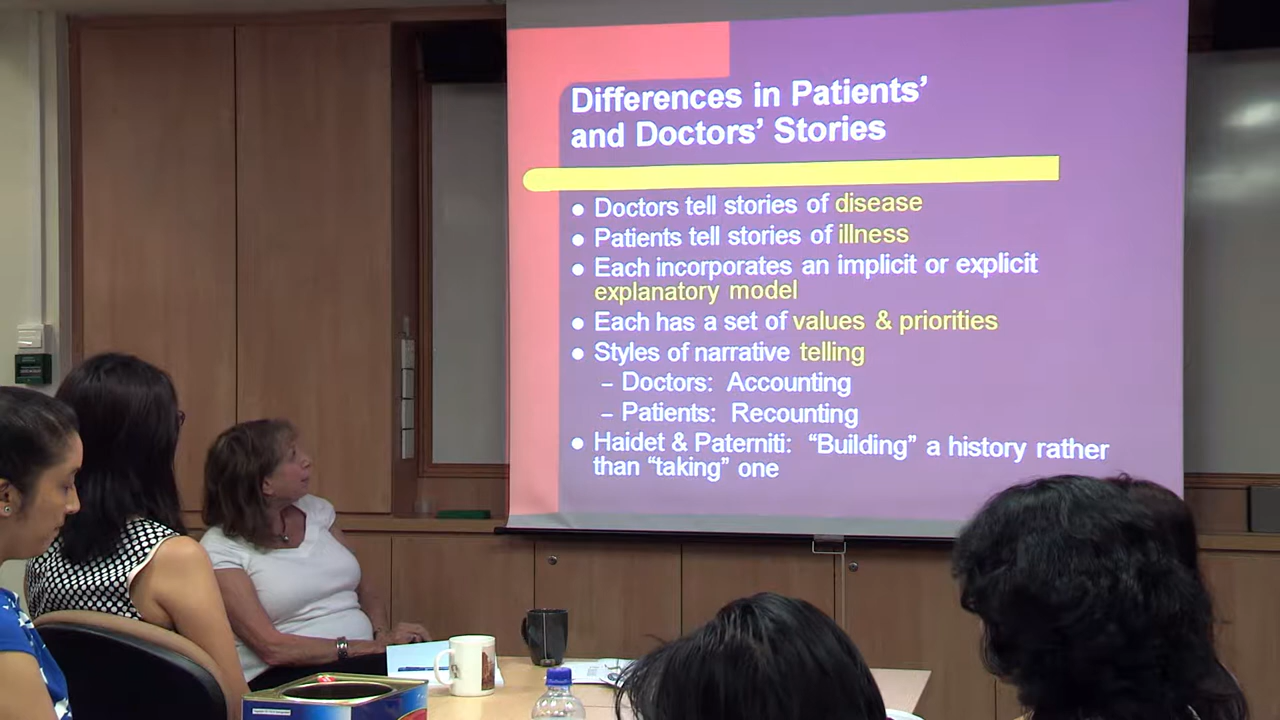 Differences in Patients’
and Doctors’ Stories
● Doctors tell stories of disease
● Patients tell stories of illness
● Each incorporates an implicit or explicit
explanatory model
● Each has a set of values & priorities
● Styles of narrative telling
– Doctors: Accounting
– Patients: Recounting
● Haidet & Paterniti: “Building” a history rather
than “taking” one